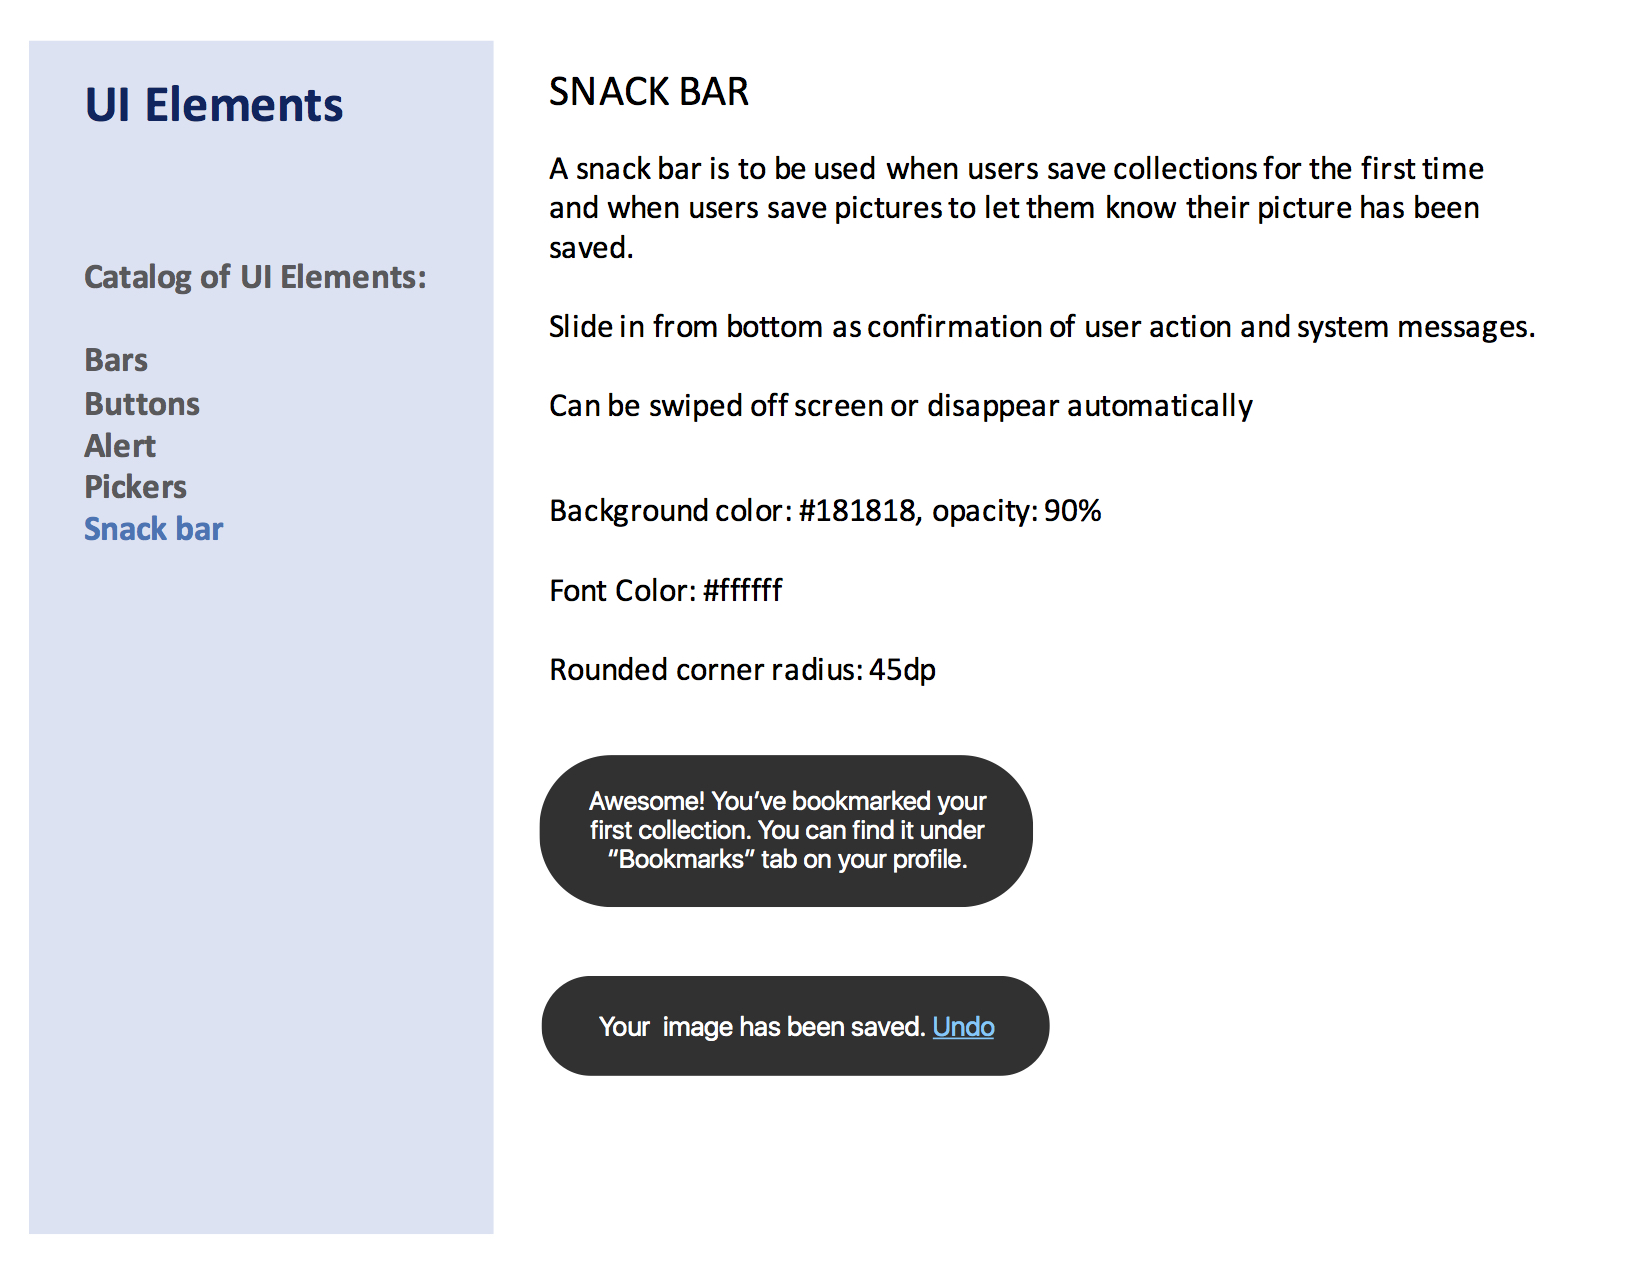 UI Elements
Catalog of UI Elements:
Bars
Buttons
Alert
Pickers
Snack bar
SNACK BAR
A snack bar is to be used when users save collections for the first time
and when users save pictures to let them know their picture has been
saved.
Slide in from bottom as confirmation of user action and system messages.
Can be swiped off screen or disappear automatically
Background color: #181818, opacity: 90%
Font Color: #ffffff
Rounded corner radius: 45dp
Awesome! You’ve bookmarked your
first collection. You can find it under
“Bookmarks” tab on your profile.
Your  image has been saved. Undo